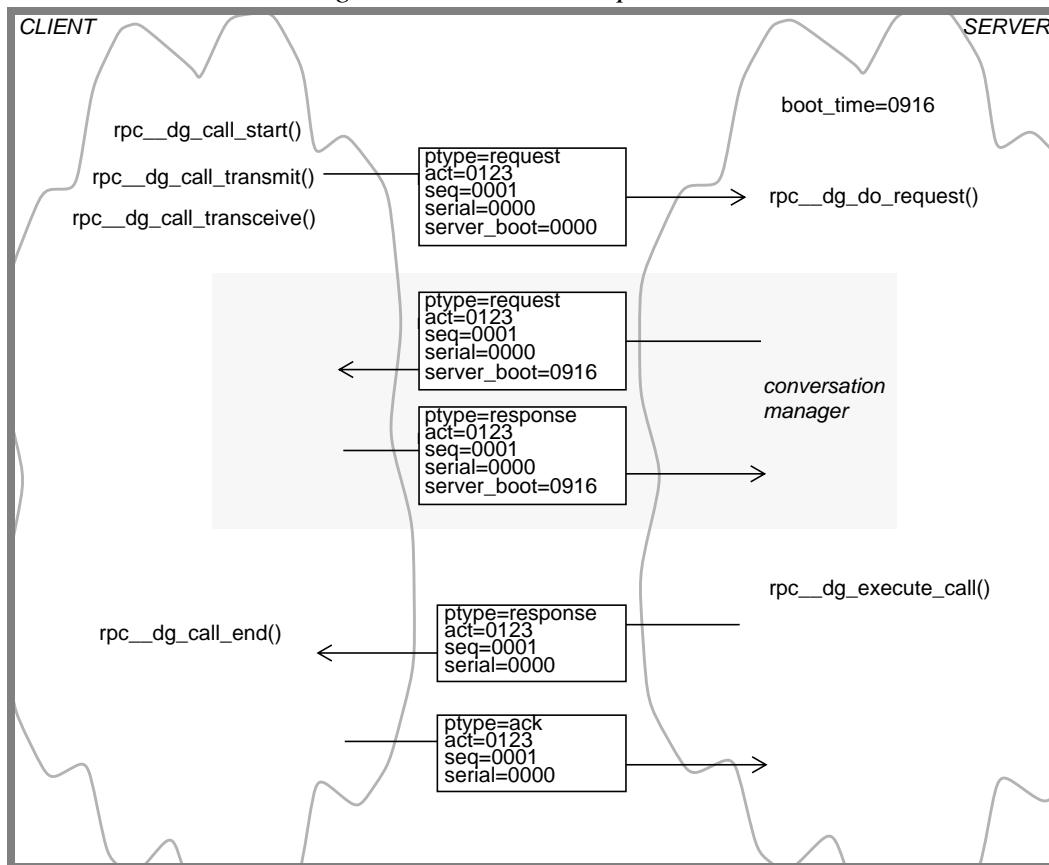 CLIENT
SERVER
boot_time=0916
rpc__dg_call_start()
rpc__dg_call_transmit()
rpc__dg_call_transceive()
ptype=request
act=0123
seq=0001
serial=0000
server_boot=0000
rpc__dg_do_request()
ptype=request
act=0123
seq=0001
serial=0000
server_boot=0916
conversation
manager
ptype=response
act=0123
seq=0001
serial=0000
server_boot=0916
rpc__dg_execute_call()
rpc__dg_call_end()
ptype=response
act=0123
seq=0001
serial=0000
ptype=ack
act=0123
seq=0001
serial=0000